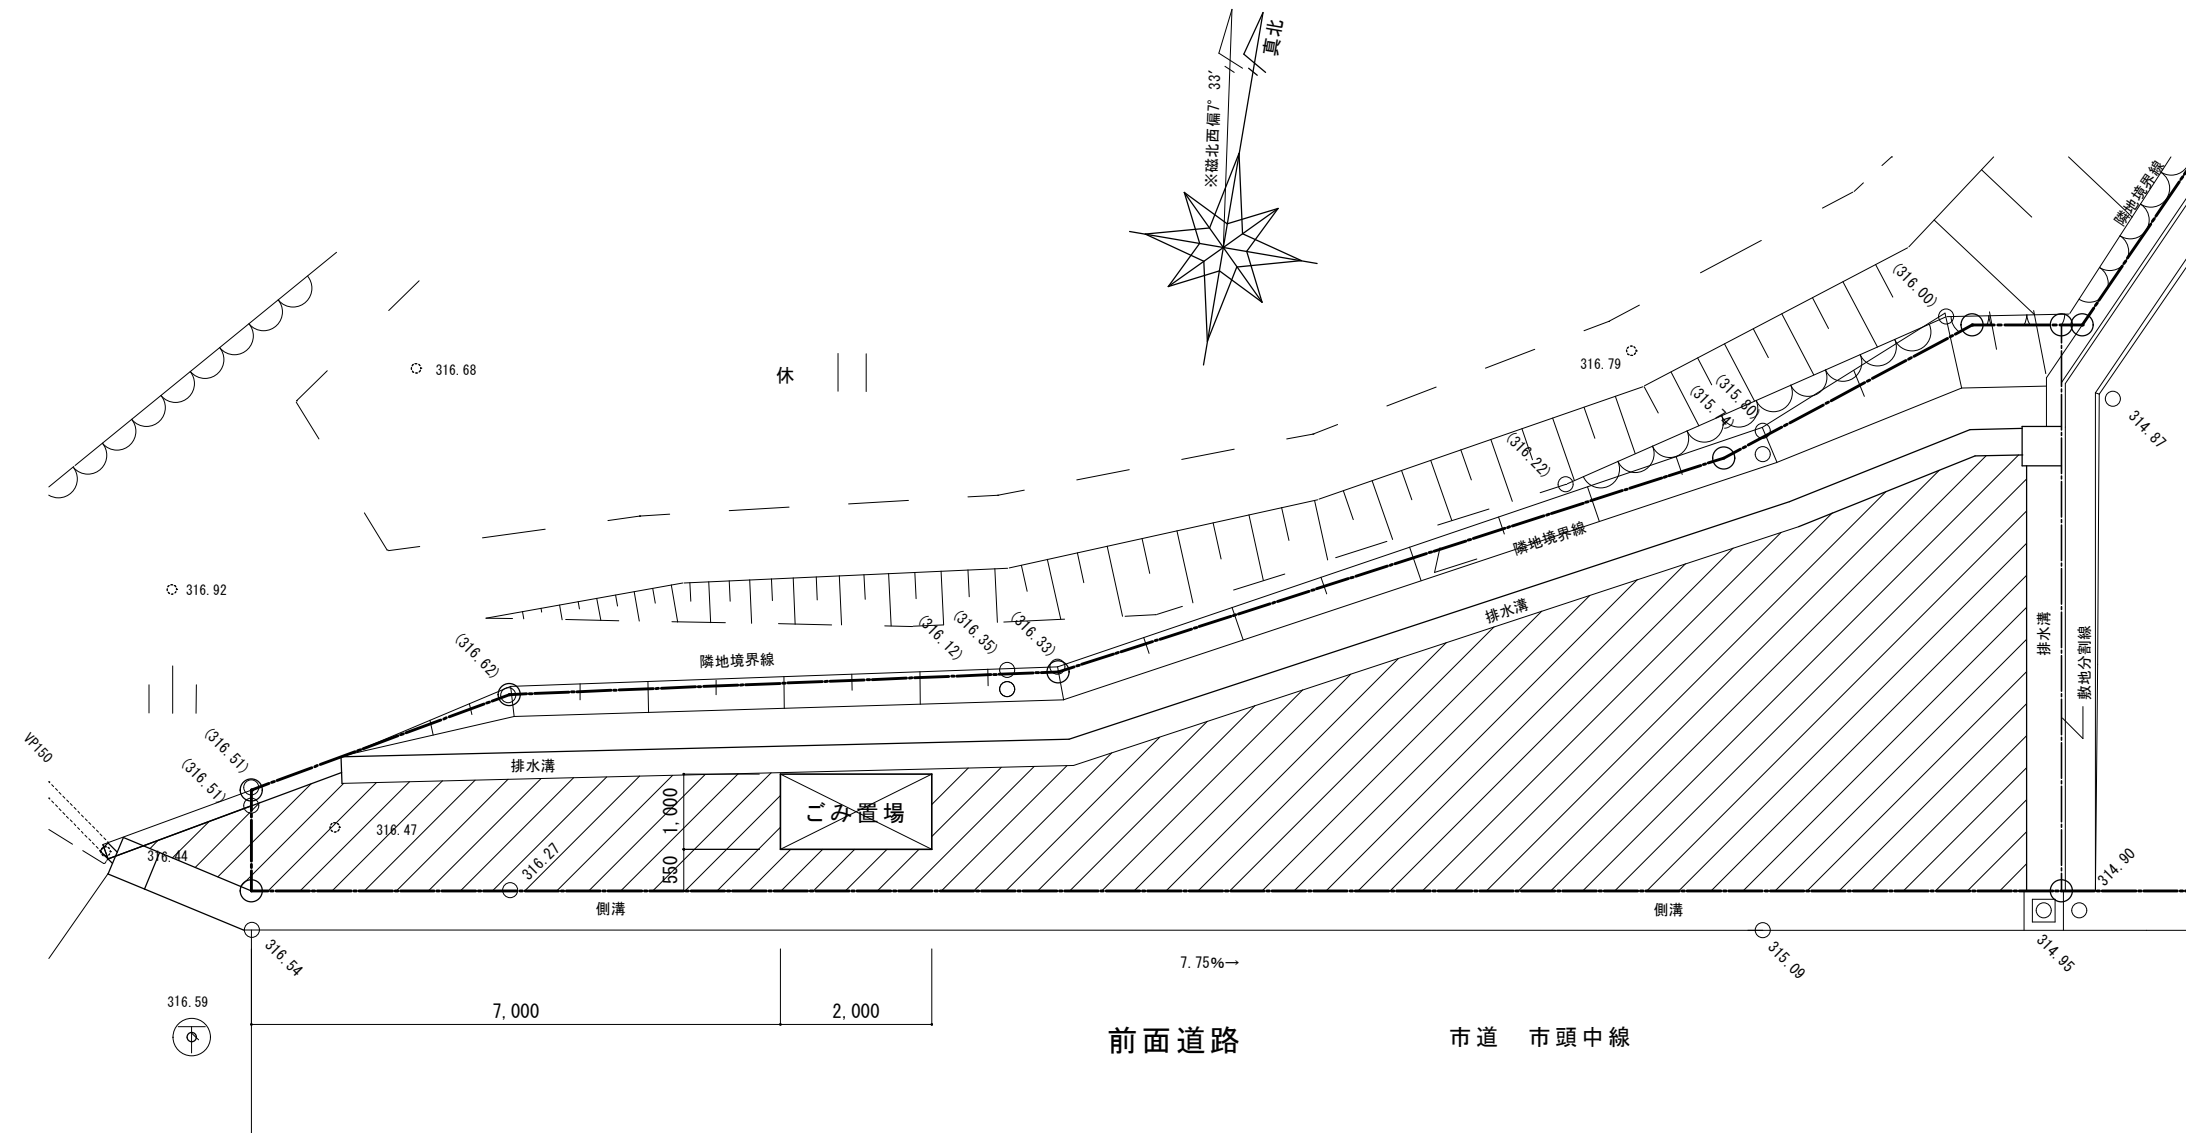 真北
※磁北西偏7° 33′
隣地境界線
(316.00)
316.79
316.68
休
(315.80)
(315.74)
314.87
(316.22)
隣地境界線
316.92
排水溝
(316.33)
(316.35)
(316.12)
排水溝
敷地分割線
(316.62)
隣地境界線
VP150
(316.51)
(316.51)
排水溝
1,000
ごみ置場
316.47
316.44
550
316.27
314.90
側溝
側溝
316.54
7.75%→
315.09
314.95
316.59
7,000
2,000
前面道路
市道 市頭中線